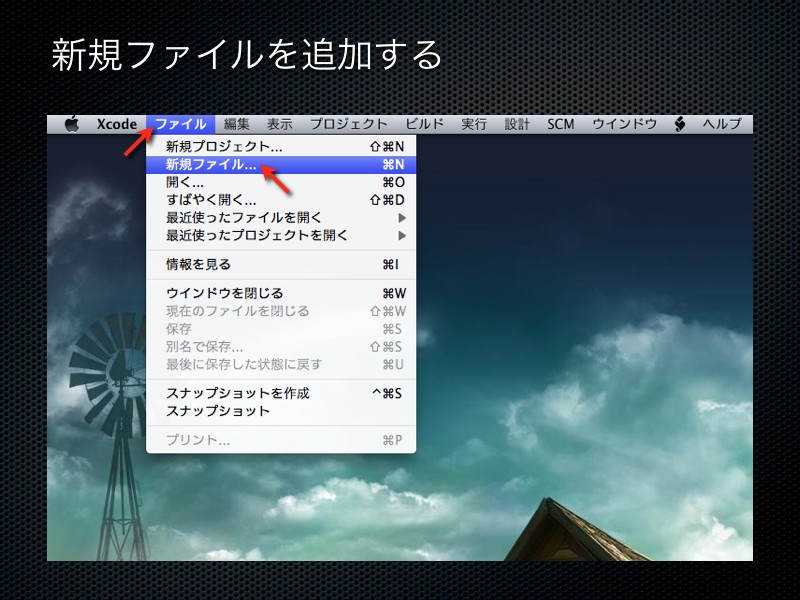 新規ファイルを追加する
Xcode ファイル 編集 表示 プロジェクト ビルド 実行 設計 SCM ウインドウ ヘルプ
新規プロジェクト... ⇧⌘N
新規ファイル... ⌘N
開く... ⌘O
すばやく開く... ⇧⌘D
最近使ったファイルを開く ▶
最近使ったプロジェクトを開く ▶
情報を見る ⌘I
ウインドウを閉じる ⌘W
現在のファイルを閉じる ⇧⌘W
保存 ⌘S
別名で保存... ⇧⌘S
最後に保存した状態に戻す ⌘U
スナップショットを作成 ^⌘S
スナップショット
プリント... ⌘P